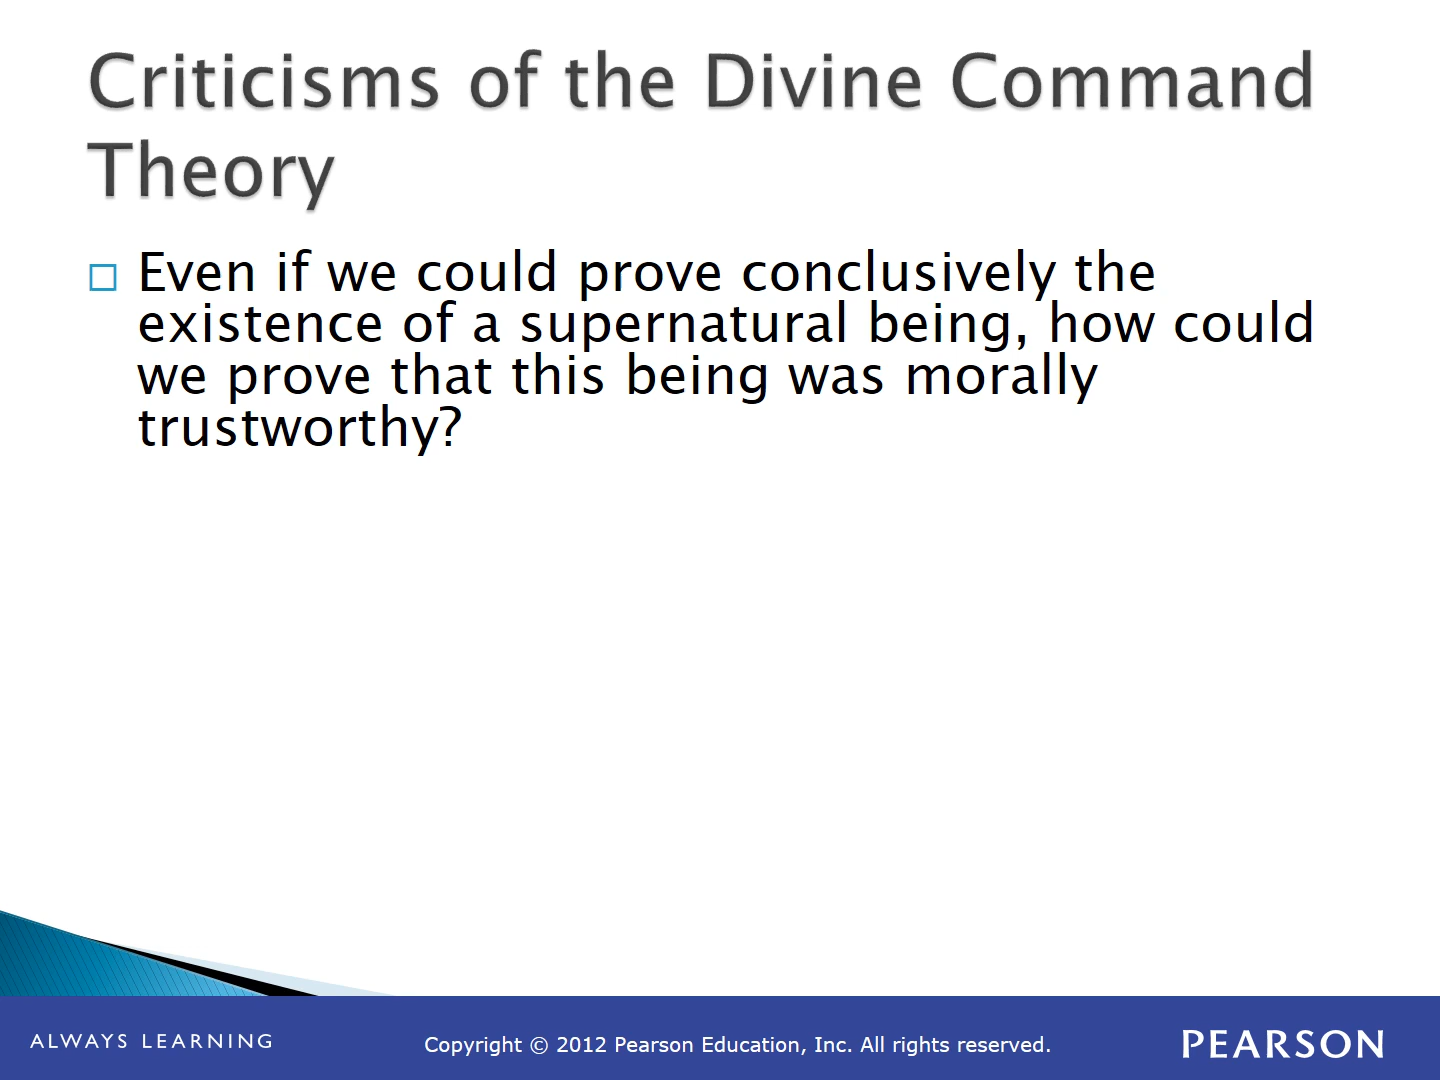 Criticisms of the Divine Command
Theory
Even if we could prove conclusively the
existence of a supernatural being, how could
we prove that this being was morally
trustworthy?
ALWAYS LEARNING
Copyright © 2012 Pearson Education, Inc. All rights reserved.
PEARSON